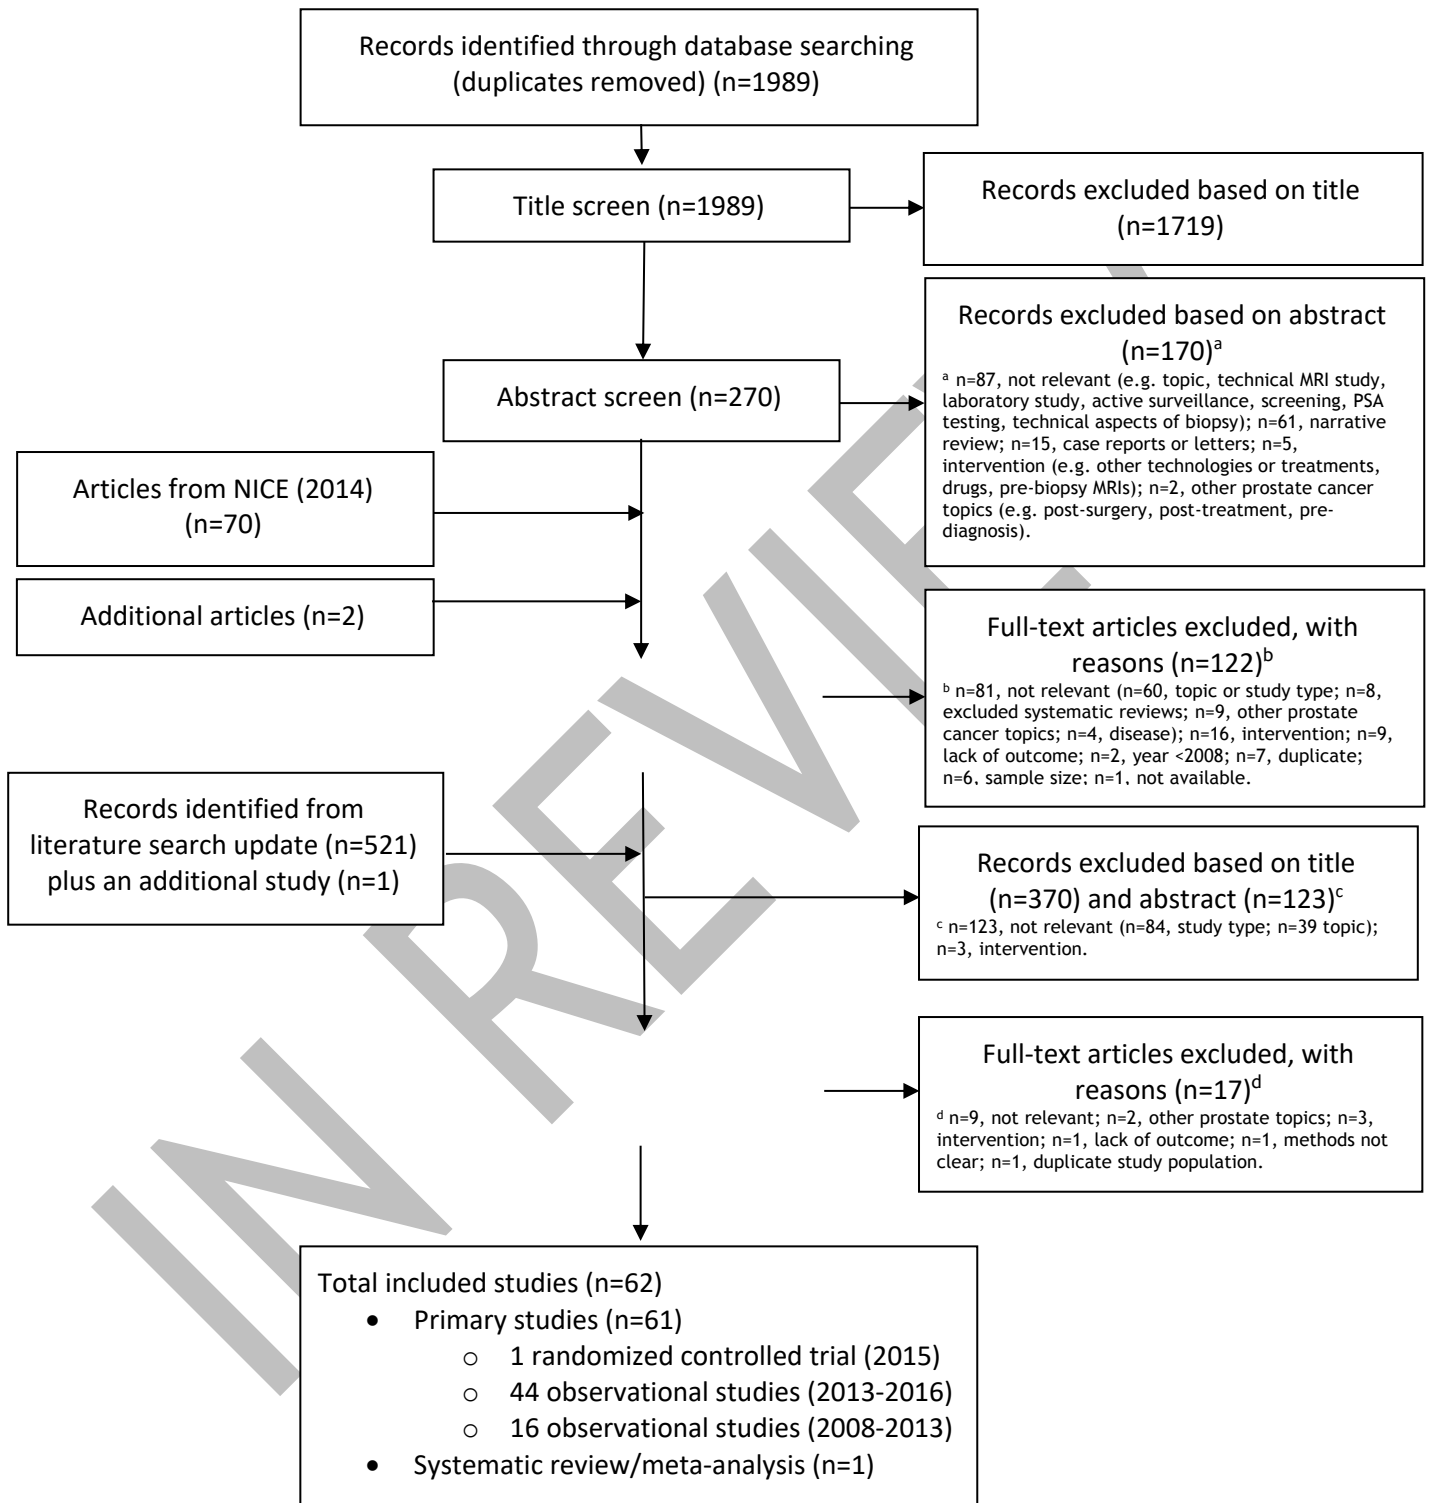 Records identified through database searching
(duplicates removed) (n=1989)
Title screen (n=1989)
Records excluded based on title
(n=1719)
Abstract screen (n=270)
Records excluded based on abstract
(n=170)a
a n=87, not relevant (e.g. topic, technical MRI study,
laboratory study, active surveillance, screening, PSA
testing, technical aspects of biopsy); n=61, narrative
review; n=15, case reports or letters; n=5,
intervention (e.g. other technologies or treatments,
drugs, pre-biopsy MRIs); n=2, other prostate cancer
topics (e.g. post-surgery, post-treatment, pre-
diagnosis).
Articles from NICE (2014)
(n=70)
Additional articles (n=2)
Full-text articles excluded, with
reasons (n=122)b
b n=81, not relevant (n=60, topic or study type; n=8,
excluded systematic reviews; n=9, other prostate
cancer topics; n=4, disease); n=16, intervention; n=9,
lack of outcome; n=2, year <2008; n=7, duplicate;
n=6, sample size; n=1, not available.
Records identified from
literature search update (n=521)
plus an additional study (n=1)
Records excluded based on title
(n=370) and abstract (n=123)c
c n=123, not relevant (n=84, study type; n=39 topic);
n=3, intervention.
Full-text articles excluded, with
reasons (n=17)d
d n=9, not relevant; n=2, other prostate topics; n=3,
intervention; n=1, lack of outcome; n=1, methods not
clear; n=1, duplicate study population.
Total included studies (n=62)
• Primary studies (n=61)
o 1 randomized controlled trial (2015)
o 44 observational studies (2013-2016)
o 16 observational studies (2008-2013)
• Systematic review/meta-analysis (n=1)
IN REVIE